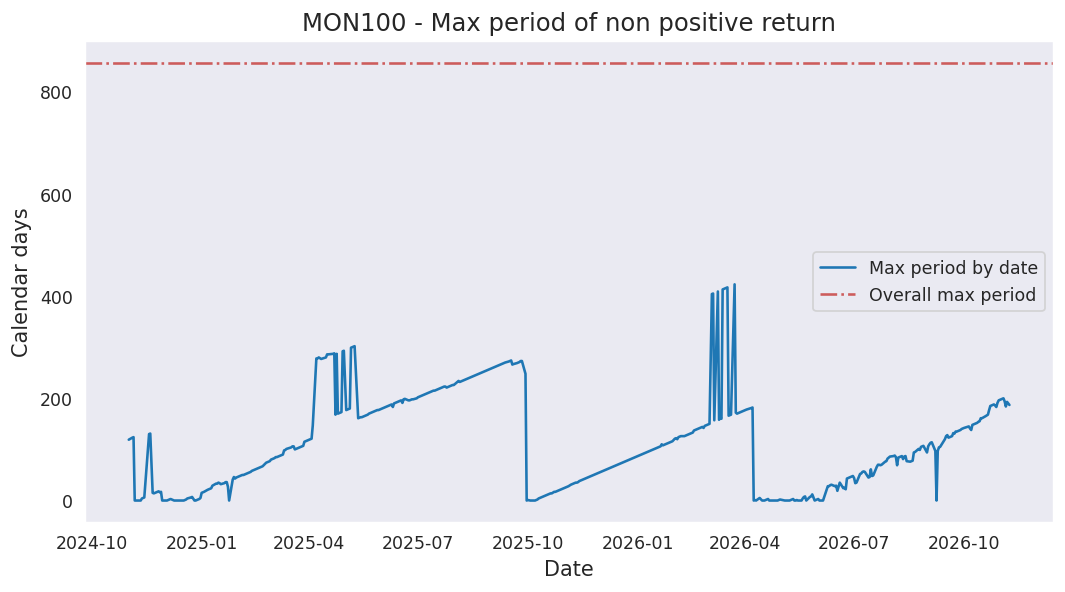 MON100 - Max period of non positive return
Calendar days
800
600
400
200
0
Max period by date
Overall max period
2024-10 2025-01 2025-04 2025-07 2025-10 2026-01 2026-04 2026-07 2026-10
Date